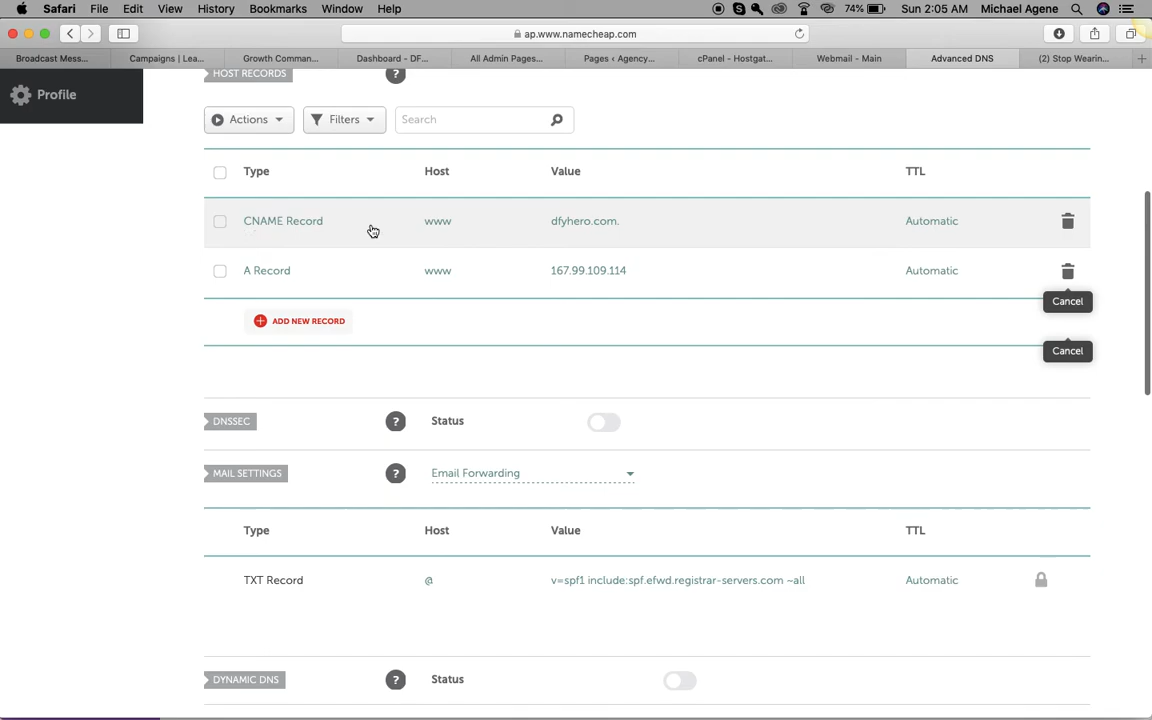 Safari File Edit View History Bookmarks Window Help 74% Sun 2:05 AM Michael Agene
ap.www.namecheap.com
Broadcast Mess... Campaigns | Lea... Growth Comman... Dashboard - DF... All Admin Pages... Pages ‹ Agency... cPanel - Hostgat... Webmail - Main Advanced DNS (2) Stop Wearin...
HOST RECORDS ?
Profile
Actions Filters Search
Type Host Value TTL
CNAME Record www dfyhero.com. Automatic
A Record www 167.99.109.114 Automatic
Cancel
ADD NEW RECORD
Cancel
DNSSEC ? Status
MAIL SETTINGS ? Email Forwarding
Type Host Value TTL
TXT Record @ v=spf1 include:spf.efwd.registrar-servers.com ~all Automatic
DYNAMIC DNS ? Status